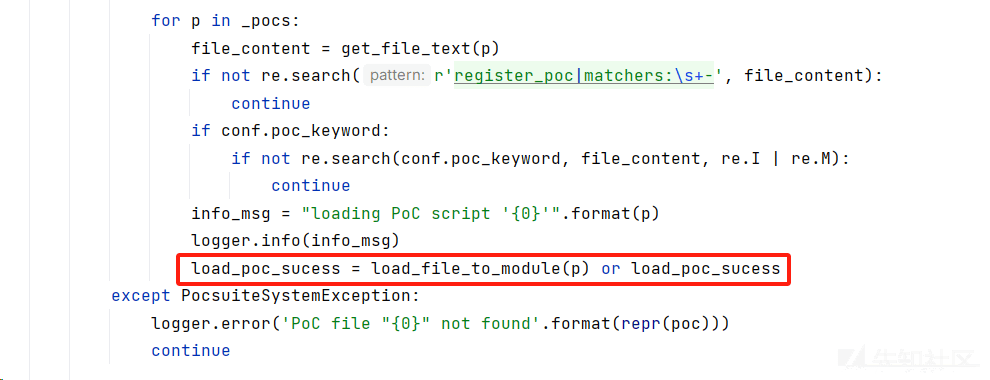 for p in _pocs:
file_content = get_file_text(p)
if not re.search( pattern: r'register_poc|matchers:\s+-', file_content):
continue
if conf.poc_keyword:
if not re.search(conf.poc_keyword, file_content, re.I | re.M):
continue
info_msg = "loading PoC script '{0}'".format(p)
logger.info(info_msg)
load_poc_sucess = load_file_to_module(p) or load_poc_sucess
except PocsuiteSystemException:
logger.error('PoC file "{0}" not found'.format(repr(poc)))
continue
先知社区